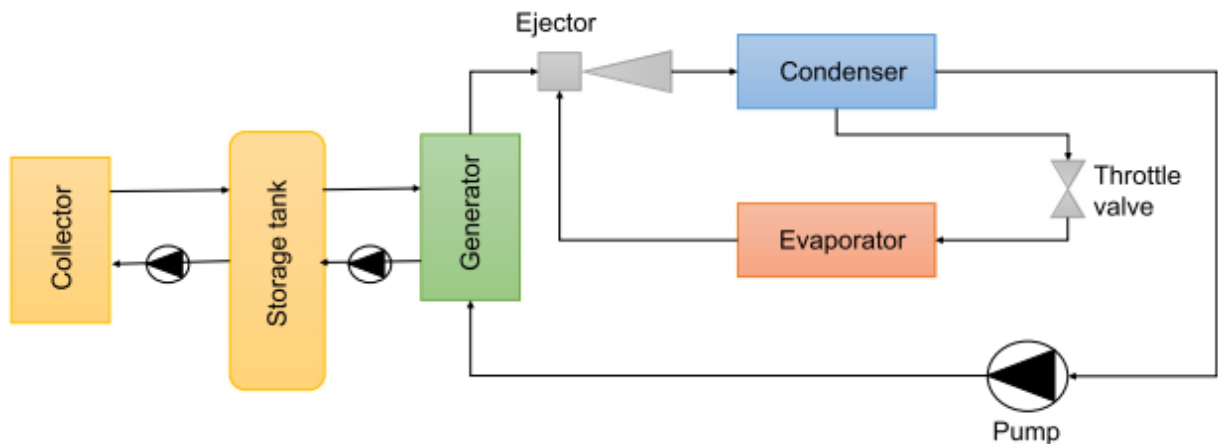 Ejector
Condenser
Collector
Storage tank
Generator
Throttle
valve
Evaporator
Pump